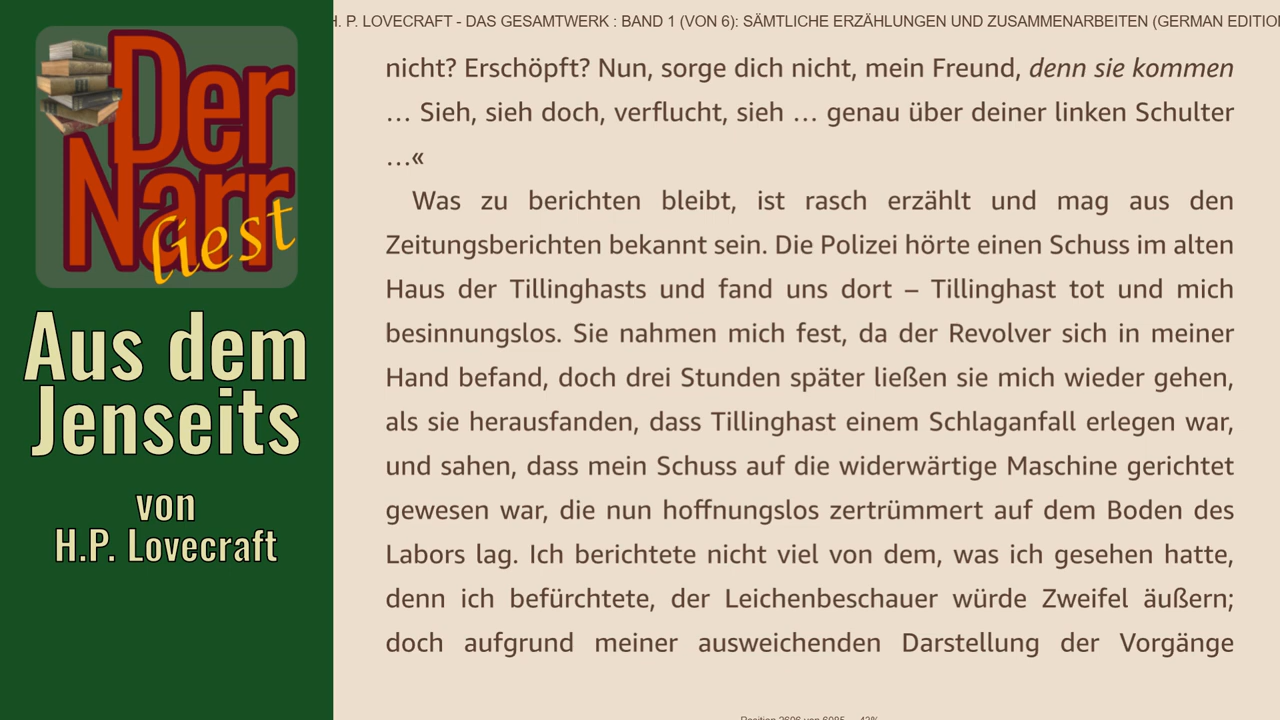 Der
Narr
liest
Aus dem
Jenseits
von
H.P. Lovecraft
H. P. LOVECRAFT - DAS GESAMTWERK : BAND 1 (VON 6): SÄMTLICHE ERZÄHLUNGEN UND ZUSAMMENARBEITEN (GERMAN EDITION
nicht? Erschöpft? Nun, sorge dich nicht, mein Freund, denn sie kommen
… Sieh, sieh doch, verflucht, sieh … genau über deiner linken Schulter
…«
Was zu berichten bleibt, ist rasch erzählt und mag aus den
Zeitungsberichten bekannt sein. Die Polizei hörte einen Schuss im alten
Haus der Tillinghasts und fand uns dort – Tillinghast tot und mich
besinnungslos. Sie nahmen mich fest, da der Revolver sich in meiner
Hand befand, doch drei Stunden später ließen sie mich wieder gehen,
als sie herausfanden, dass Tillinghast einem Schlaganfall erlegen war,
und sahen, dass mein Schuss auf die widerwärtige Maschine gerichtet
gewesen war, die nun hoffnungslos zertrümmert auf dem Boden des
Labors lag. Ich berichtete nicht viel von dem, was ich gesehen hatte,
denn ich befürchtete, der Leichenbeschauer würde Zweifel äußern;
doch aufgrund meiner ausweichenden Darstellung der Vorgänge